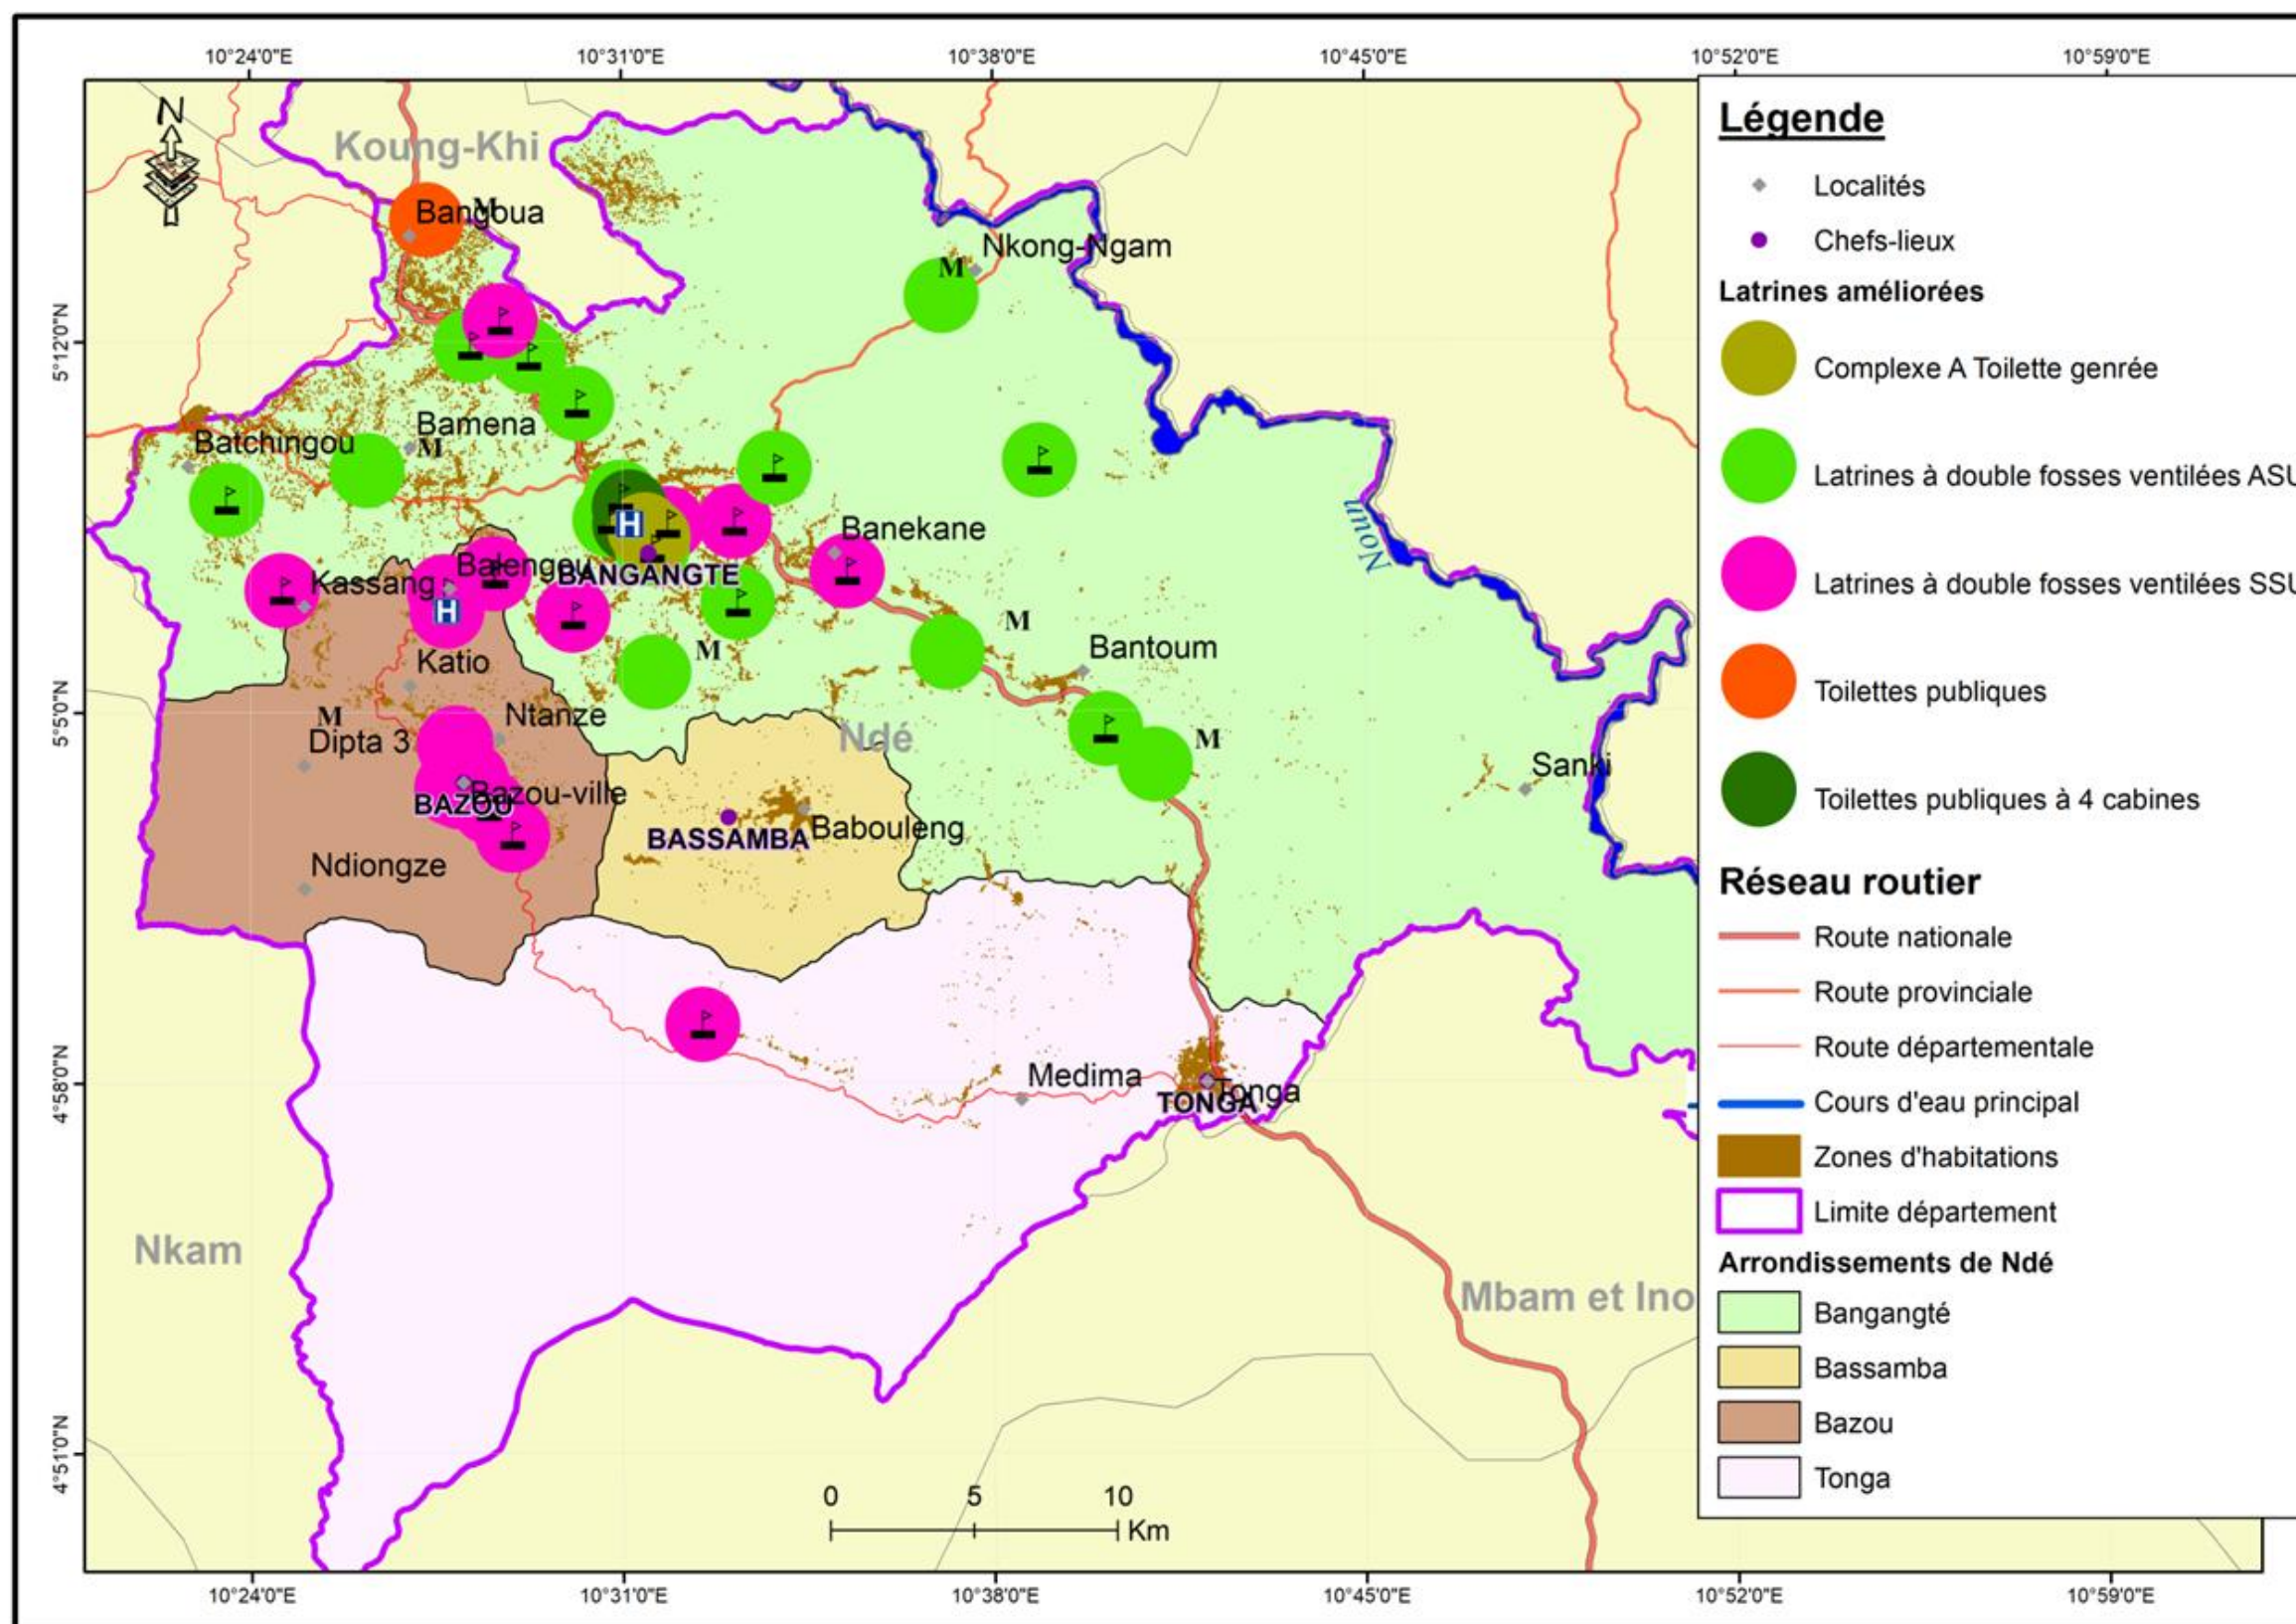 10°24'0"E 10°31'0"E 10°38'0"E 10°45'0"E 10°52'0"E 10°59'0"E
N
Koung-Khi
Bangoua
M
Nkong-Ngam
M
5°12'0"N
Bamena
M
Batchingou
Banekane
Noun
H
Balengou
BANGANGTE
Kassang
H
M
M
Bantoum
Katio
5°5'0"N
M
Ntanze
Ndé
M
Dipta 3
Sanki
Bazou-ville
BAZOU
BASSAMBA
Babouleng
Ndiongze
4°58'0"N
Medima
Tonga
TONGA
Nkam
Mbam et Ino
4°51'0"N
0 5 10
Km
10°24'0"E 10°31'0"E 10°38'0"E 10°45'0"E 10°52'0"E 10°59'0"E
Légende
Localités
Chefs-lieux
Latrines améliorées
Complexe A Toilette genrée
Latrines à double fosses ventilées ASU
Latrines à double fosses ventilées SSU
Toilettes publiques
Toilettes publiques à 4 cabines
Réseau routier
Route nationale
Route provinciale
Route départementale
Cours d'eau principal
Zones d'habitations
Limite département
Arrondissements de Ndé
Bangangté
Bassamba
Bazou
Tonga